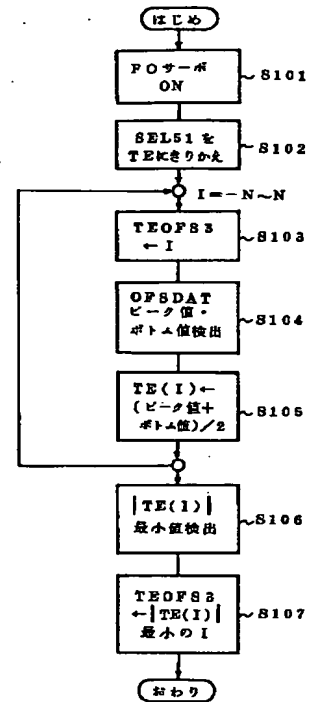 はじめ
FOサーボ
ON
S101
SEL51を
TEにきりかえ
S102
I=-N~N
TEOFS3
←I
S103
OFSDAT
ピーク値・
ボトム値検出
S104
TE(I)←
(ピーク値+
ボトム値)/2
S105
|TE(I)|
最小値検出
S106
TEOFS3
←|TE(I)|
最小のI
S107
おわり